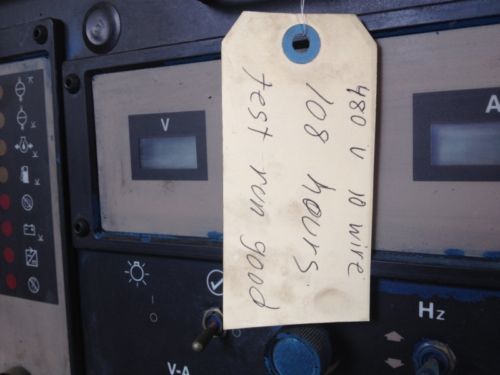 480 V 10 wire
108 hours
test run good
V
A
Hz
V-A